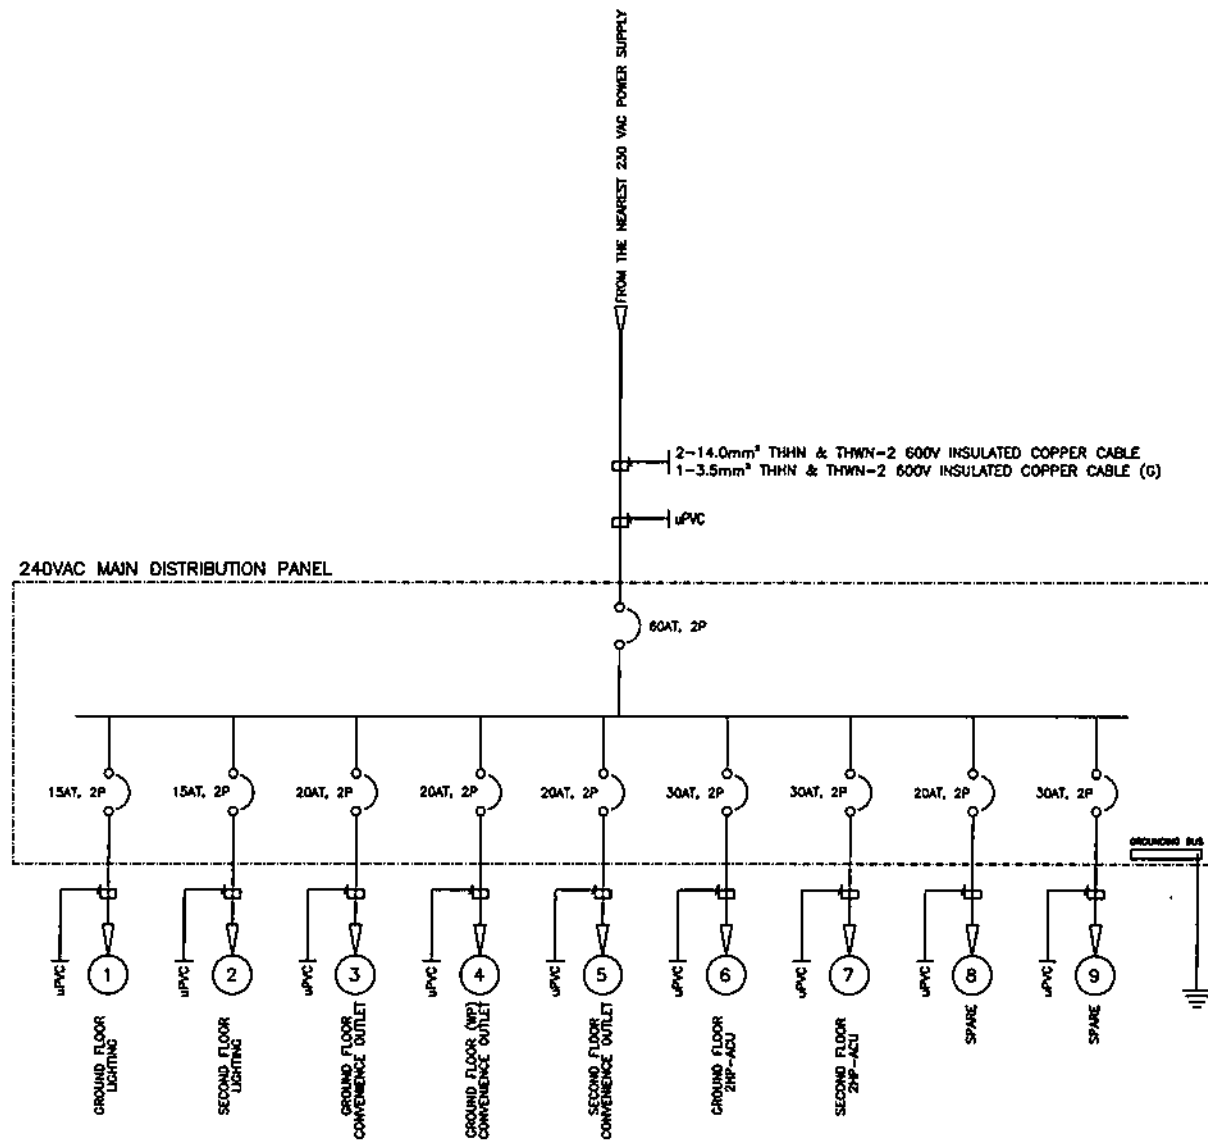 FROM THE NEAREST 230 VAC POWER SUPPLY
2-14.0mm² THHN & THWN-2 600V INSULATED COPPER CABLE
1-3.5mm² THHN & THWN-2 600V INSULATED COPPER CABLE (G)
uPVC
240VAC MAIN DISTRIBUTION PANEL
60AT, 2P
15AT, 2P
15AT, 2P
20AT, 2P
20AT, 2P
20AT, 2P
30AT, 2P
30AT, 2P
20AT, 2P
30AT, 2P
GROUNDING BUS
uPVC
1
uPVC
2
uPVC
3
uPVC
4
uPVC
5
uPVC
6
uPVC
7
uPVC
8
uPVC
9
GROUND FLOOR
LIGHTING
SECOND FLOOR
LIGHTING
GROUND FLOOR
CONVENIENCE OUTLET
GROUND FLOOR (WP)
CONVENIENCE OUTLET
SECOND FLOOR
CONVENIENCE OUTLET
GROUND FLOOR
2HP-ACU
SECOND FLOOR
2HP-ACU
SPARE
SPARE